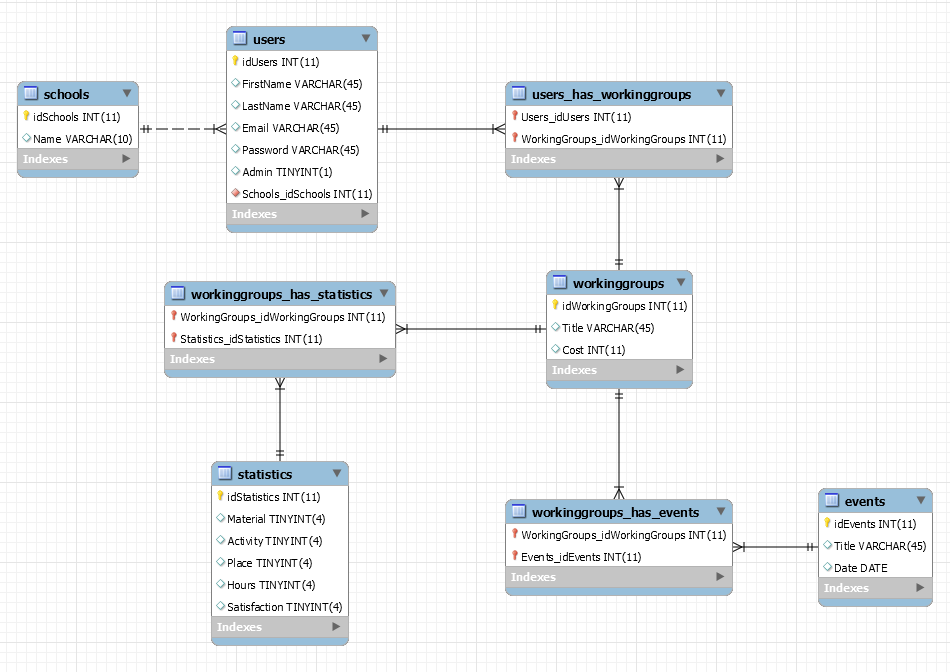 users
idUsers INT(11)
FirstName VARCHAR(45)
LastName VARCHAR(45)
Email VARCHAR(45)
Password VARCHAR(45)
Admin TINYINT(1)
Schools_idSchools INT(11)
Indexes
schools
idSchools INT(11)
Name VARCHAR(10)
Indexes
users_has_workinggroups
Users_idUsers INT(11)
WorkingGroups_idWorkingGroups INT(11)
Indexes
workinggroups_has_statistics
WorkingGroups_idWorkingGroups INT(11)
Statistics_idStatistics INT(11)
Indexes
workinggroups
idWorkingGroups INT(11)
Title VARCHAR(45)
Cost INT(11)
Indexes
statistics
idStatistics INT(11)
Material TINYINT(4)
Activity TINYINT(4)
Place TINYINT(4)
Hours TINYINT(4)
Satisfaction TINYINT(4)
Indexes
workinggroups_has_events
WorkingGroups_idWorkingGroups INT(11)
Events_idEvents INT(11)
Indexes
events
idEvents INT(11)
Title VARCHAR(45)
Date DATE
Indexes